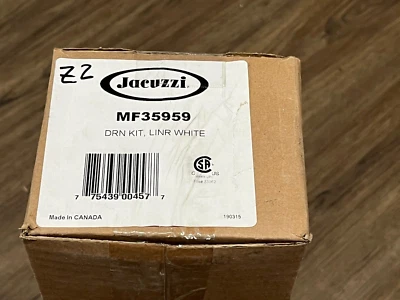 Z2
Jacuzzi.
MF35959
DRN KIT, LINR WHITE
7 75439 00457 7
Made in CANADA
190315